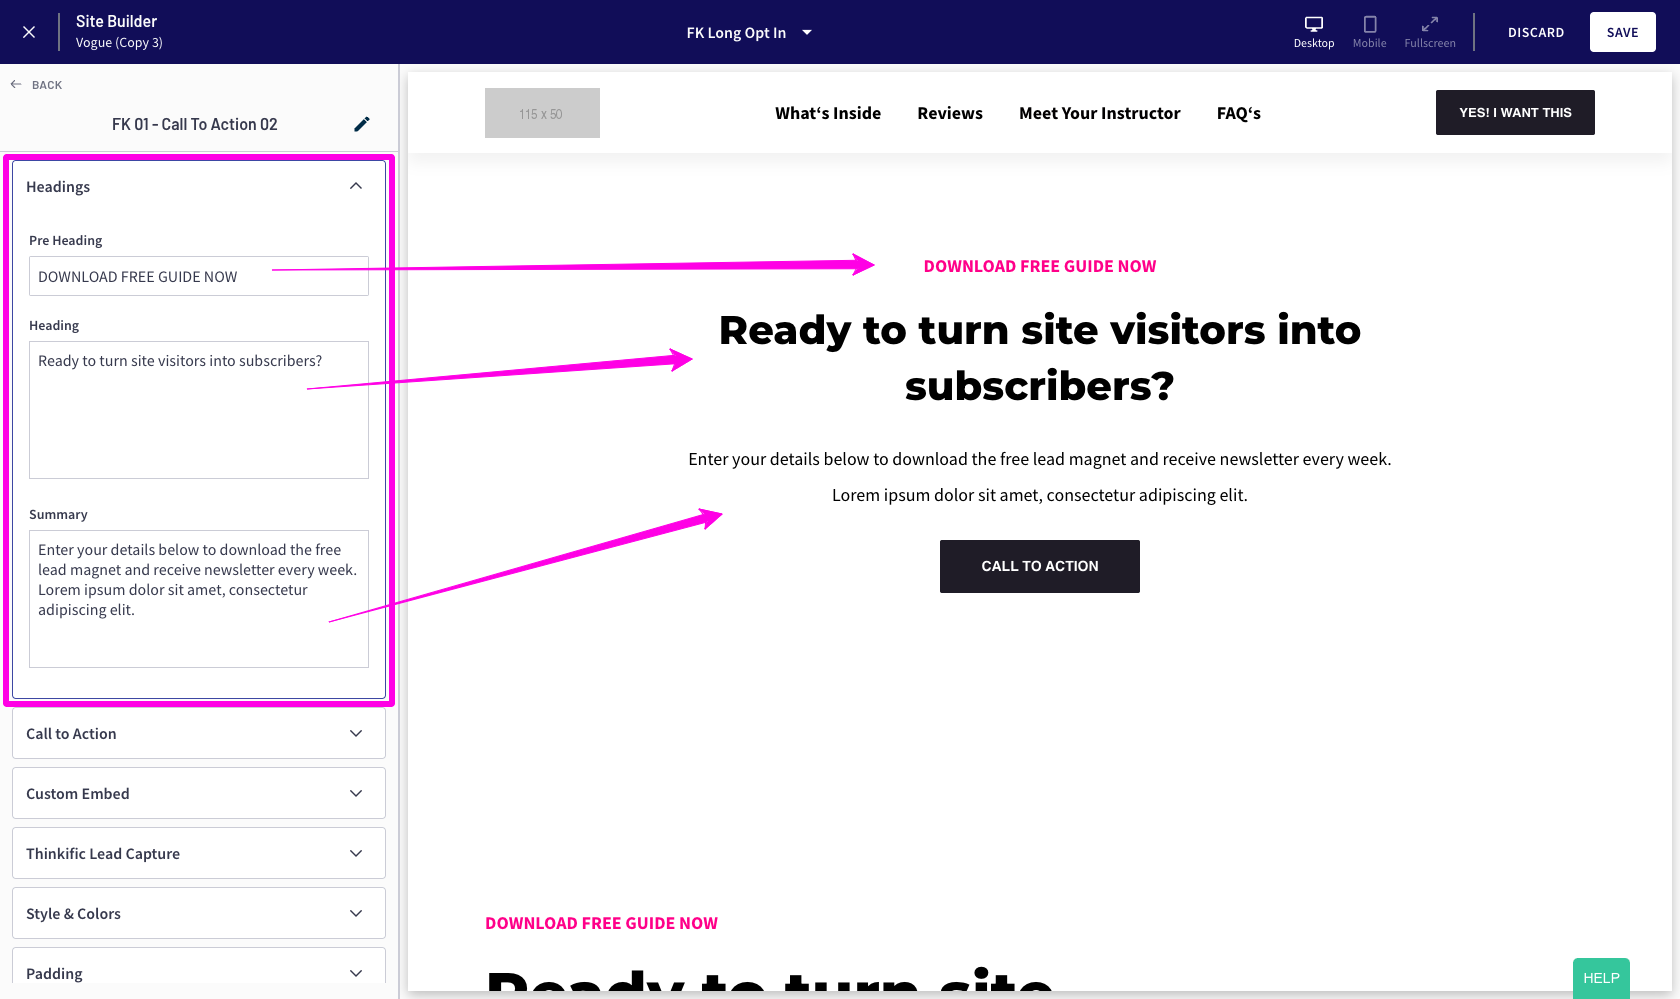 Site Builder
Vogue (Copy 3)
FK Long Opt In
Desktop
Mobile
Fullscreen
DISCARD
SAVE
BACK
FK 01 - Call To Action 02
Headings
Pre Heading
DOWNLOAD FREE GUIDE NOW
Heading
Ready to turn site visitors into subscribers?
Summary
Enter your details below to download the free
lead magnet and receive newsletter every week.
Lorem ipsum dolor sit amet, consectetur
adipiscing elit.
Call to Action
Custom Embed
Thinkific Lead Capture
Style & Colors
Padding
115 x 50
What‘s Inside
Reviews
Meet Your Instructor
FAQ‘s
YES! I WANT THIS
DOWNLOAD FREE GUIDE NOW
Ready to turn site visitors into
subscribers?
Enter your details below to download the free lead magnet and receive newsletter every week.
Lorem ipsum dolor sit amet, consectetur adipiscing elit.
CALL TO ACTION
DOWNLOAD FREE GUIDE NOW
Ready to turn site
HELP